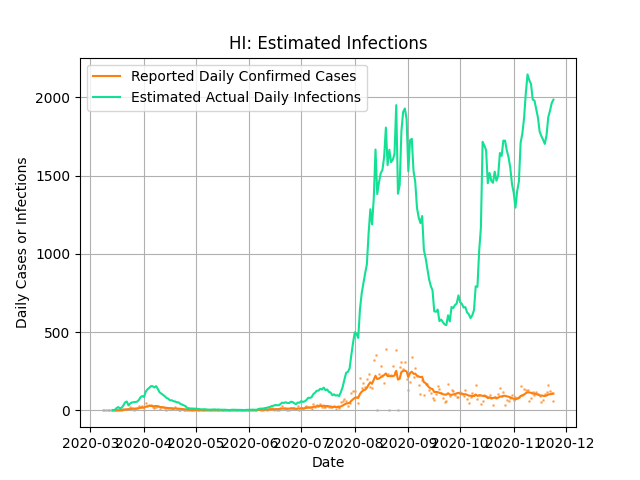 HI: Estimated Infections
Reported Daily Confirmed Cases
Estimated Actual Daily Infections
Daily Cases or Infections
2000
1500
1000
500
0
2020-03 2020-04 2020-05 2020-06 2020-07 2020-08 2020-09 2020-10 2020-11 2020-12
Date